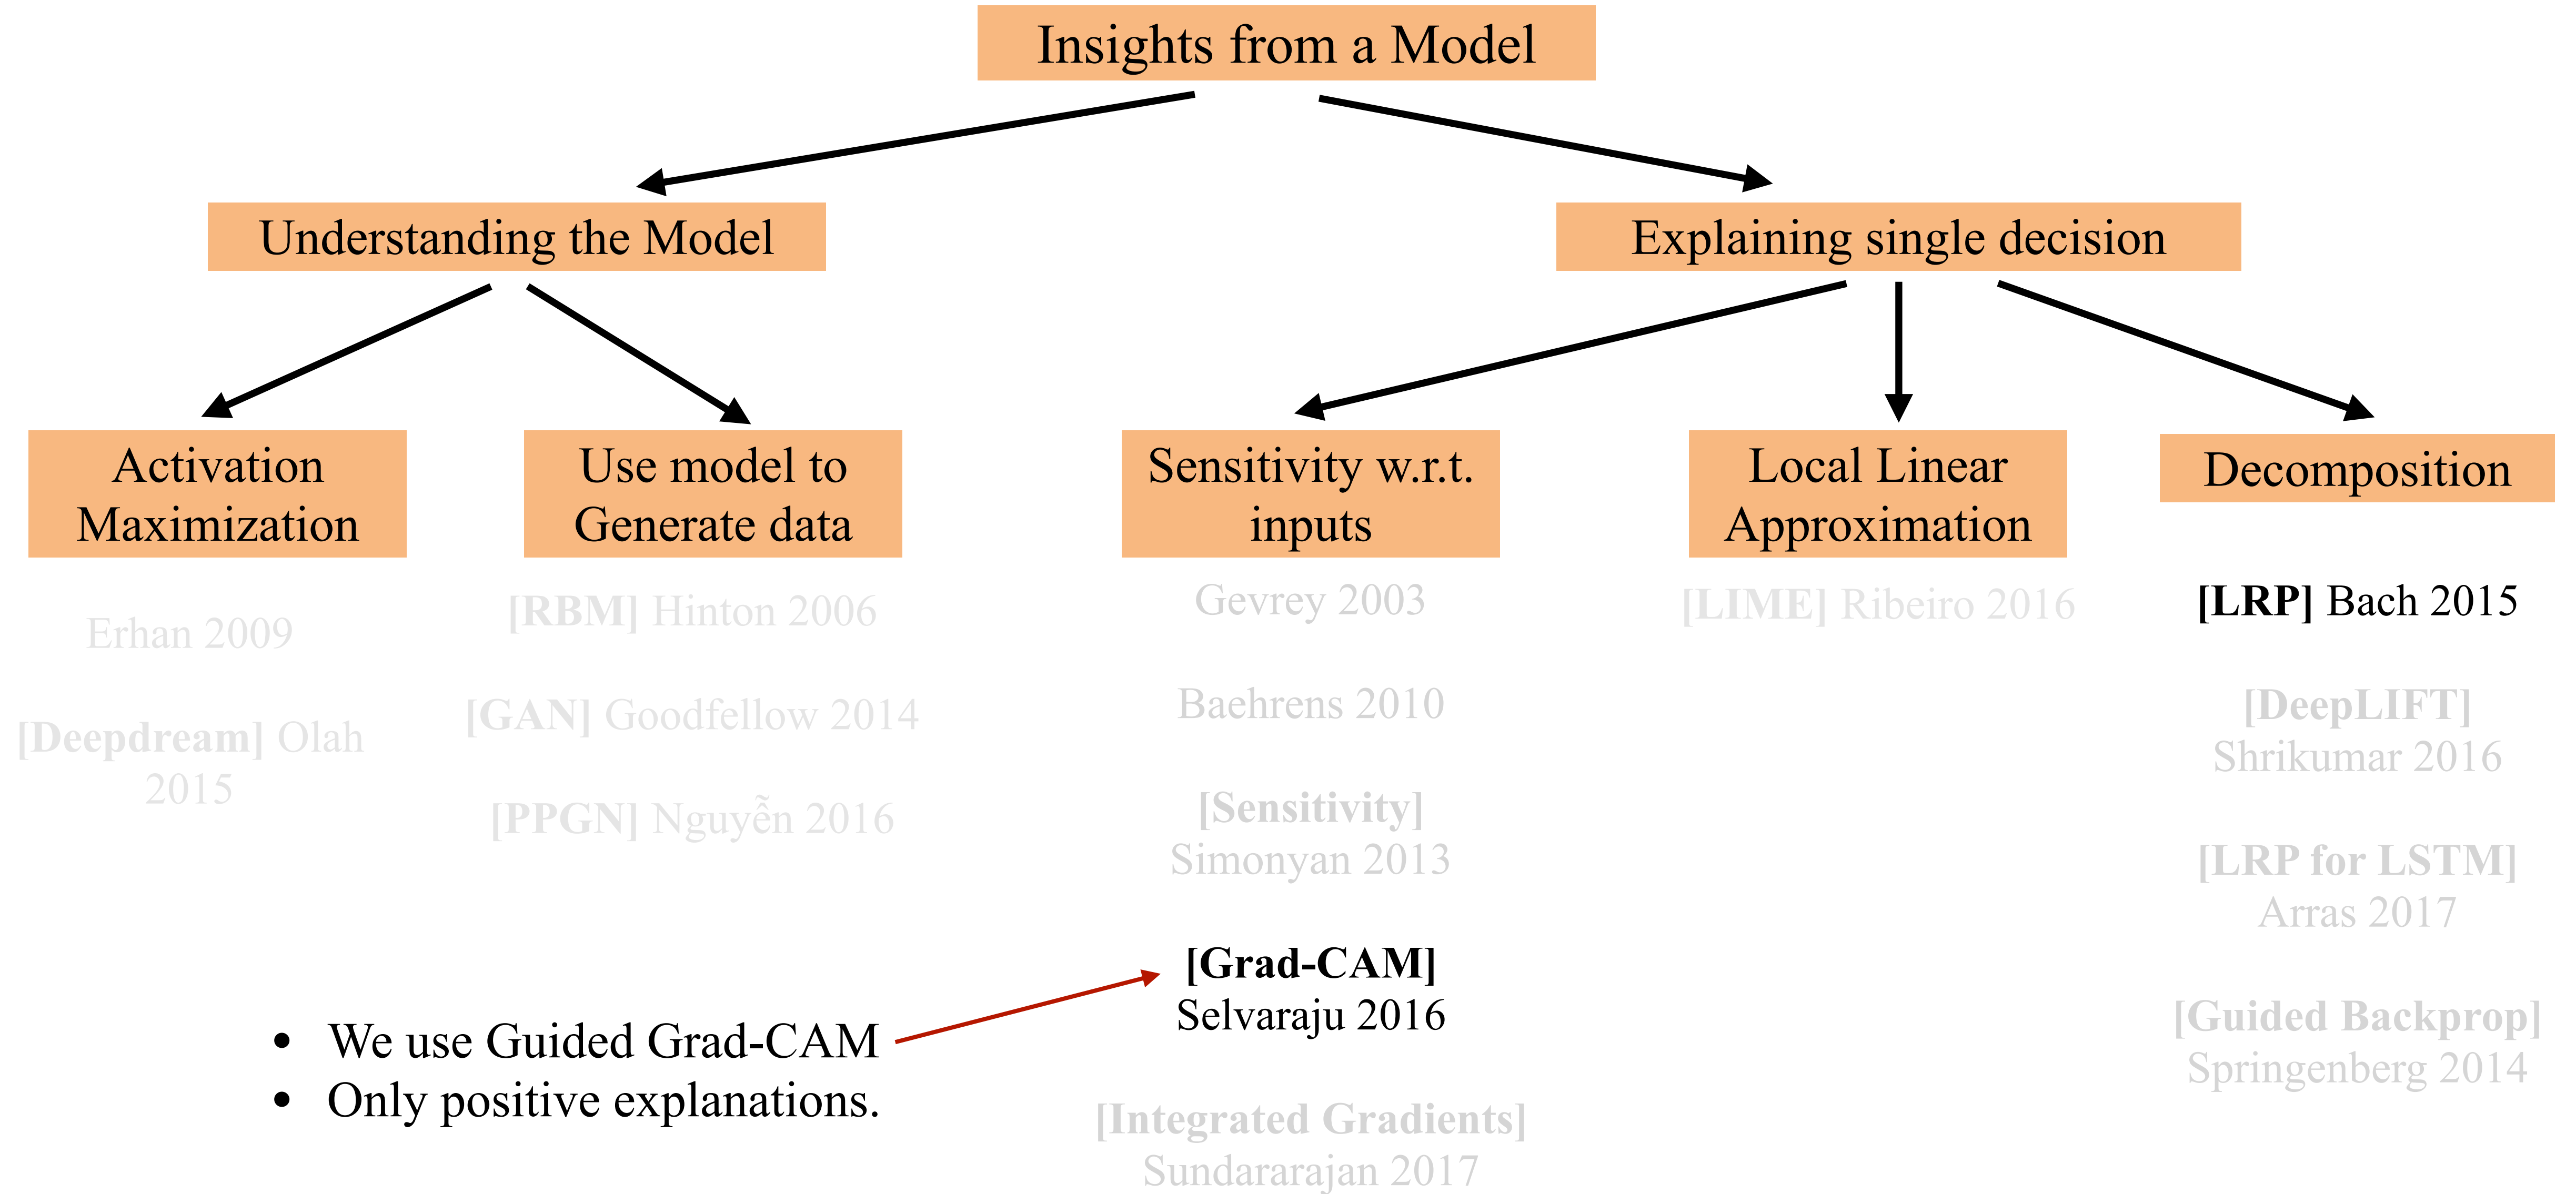 Insights from a Model
Understanding the Model
Explaining single decision
Activation
Maximization
Use model to
Generate data
Sensitivity w.r.t.
inputs
Local Linear
Approximation
Decomposition
Erhan 2009
[Deepdream] Olah
2015
[RBM] Hinton 2006
[GAN] Goodfellow 2014
[PPGN] Nguyễn 2016
Gevrey 2003
Baehrens 2010
[Sensitivity]
Simonyan 2013
[Grad-CAM]
Selvaraju 2016
[Integrated Gradients]
Sundararajan 2017
[LIME] Ribeiro 2016
[LRP] Bach 2015
[DeepLIFT]
Shrikumar 2016
[LRP for LSTM]
Arras 2017
[Guided Backprop]
Springenberg 2014
• We use Guided Grad-CAM
• Only positive explanations.